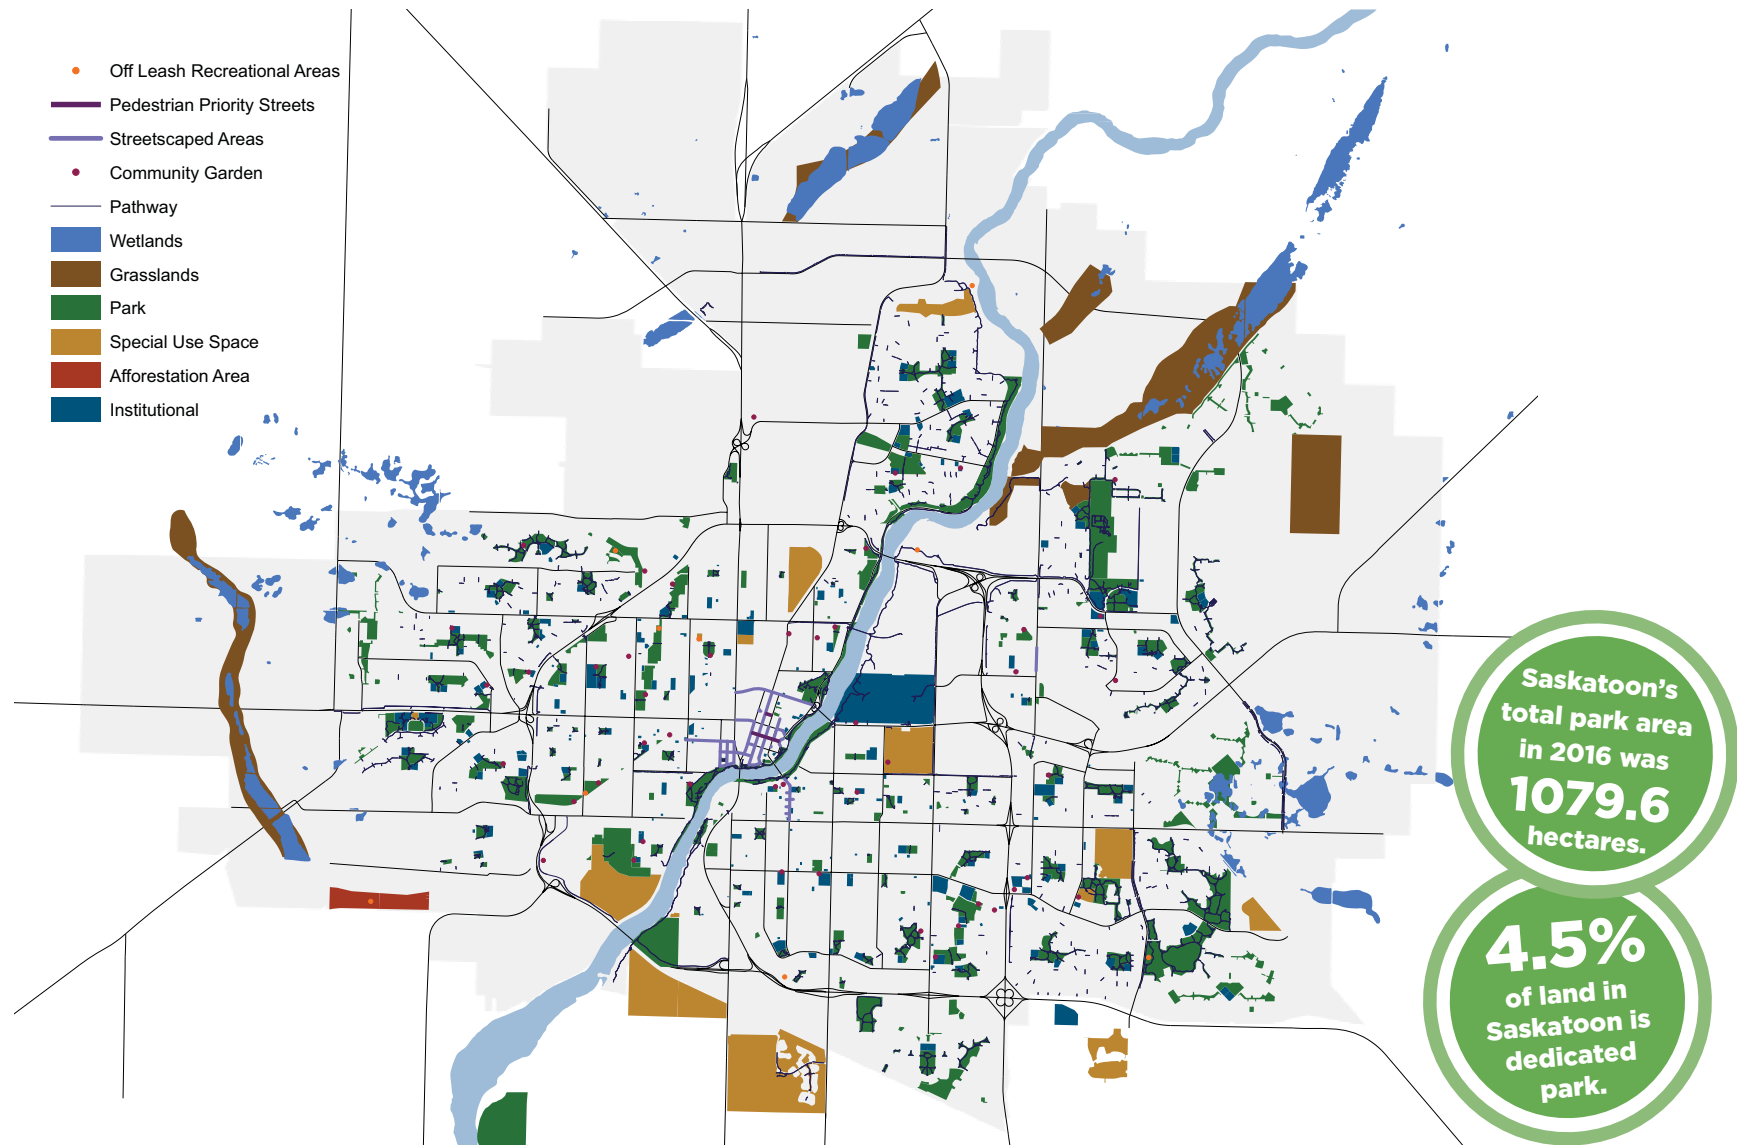 Off Leash Recreational Areas
Pedestrian Priority Streets
Streetscaped Areas
Community Garden
Pathway
Wetlands
Grasslands
Park
Special Use Space
Afforestation Area
Institutional
Saskatoon's
total park area
in 2016 was
1079.6
hectares.
4.5%
of land in
Saskatoon is
dedicated
park.